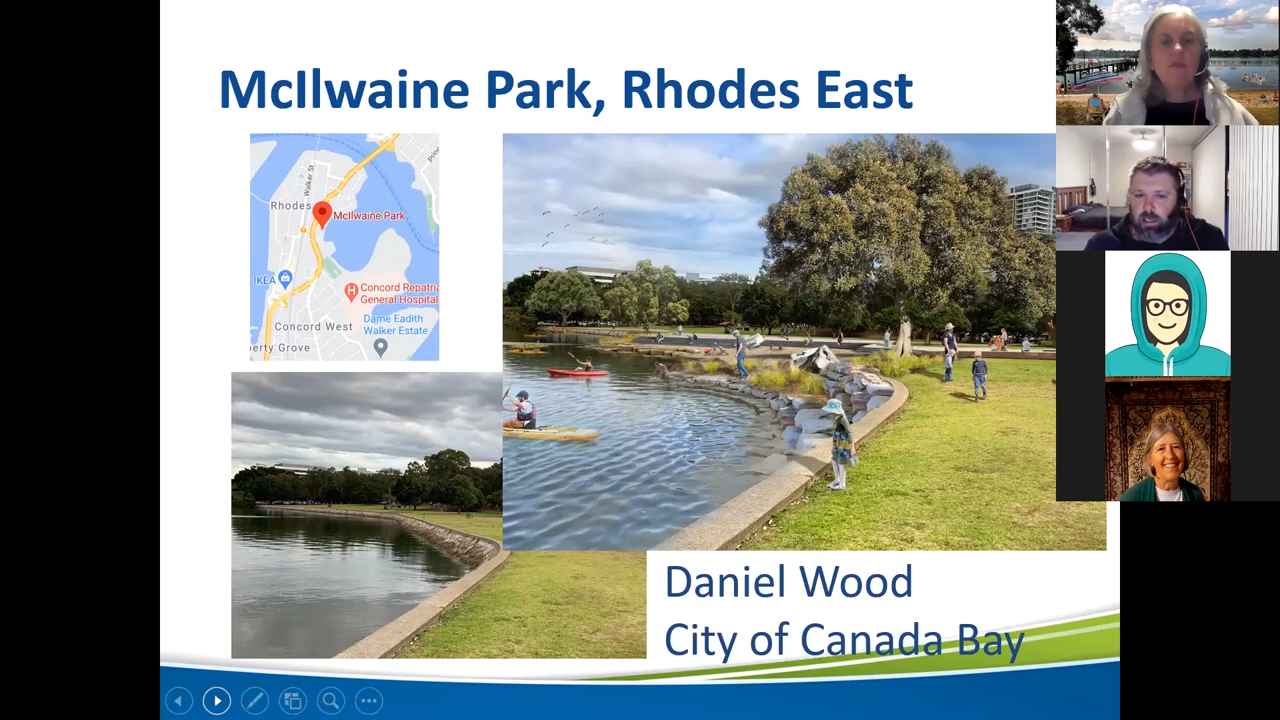 McIlwaine Park, Rhodes East
Walker St
Rhodes
McIlwaine Park
IKEA
Concord Repatria
General Hospital
Dame Eadith
Walker Estate
Concord West
erty Grove
Daniel Wood
City of Canada Bay